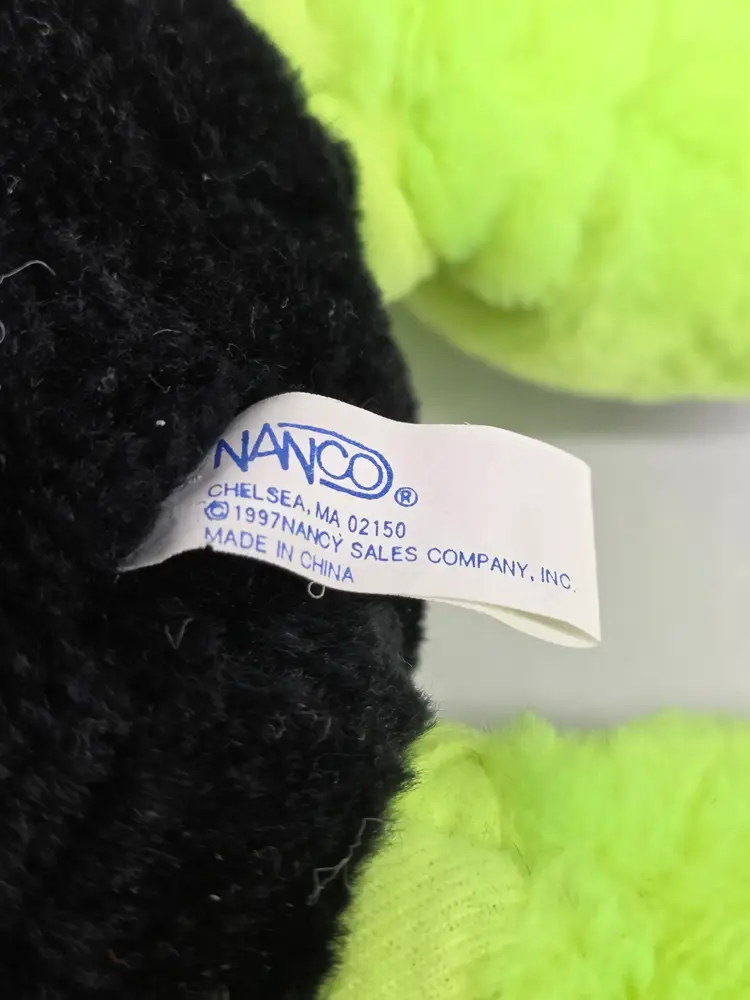 NANCO®
CHELSEA, MA 02150
©1997NANCY SALES COMPANY, INC.
MADE IN CHINA